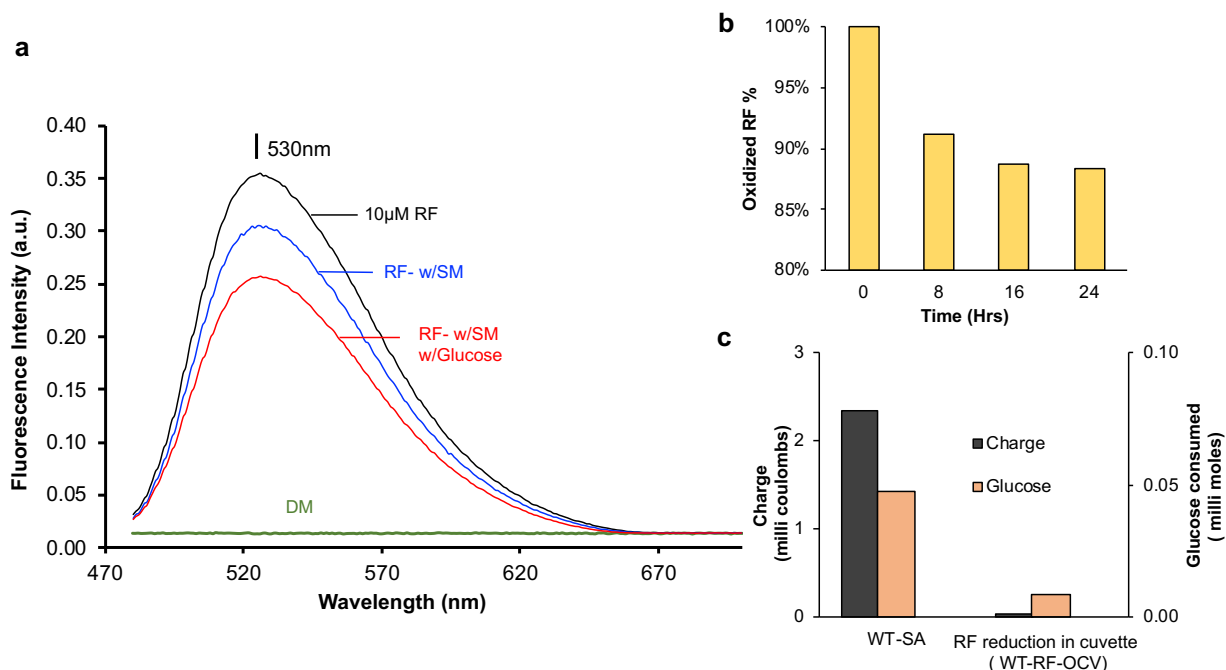 a
Fluorescence Intensity (a.u.)
0.40
0.35
0.30
0.25
0.20
0.15
0.10
0.05
0.00
530nm
10µM RF
RF- w/SM
RF- w/SM
w/Glucose
DM
470
520
570
620
670
Wavelength (nm)
b
Oxidized RF %
100%
95%
90%
85%
80%
0
8
16
24
Time (Hrs)
c
Charge
(milli coulombs)
3
2
1
0
Charge
Glucose
0.10
0.05
0.00
Glucose consumed
( milli moles)
WT-SA
RF reduction in cuvette
( WT-RF-OCV)